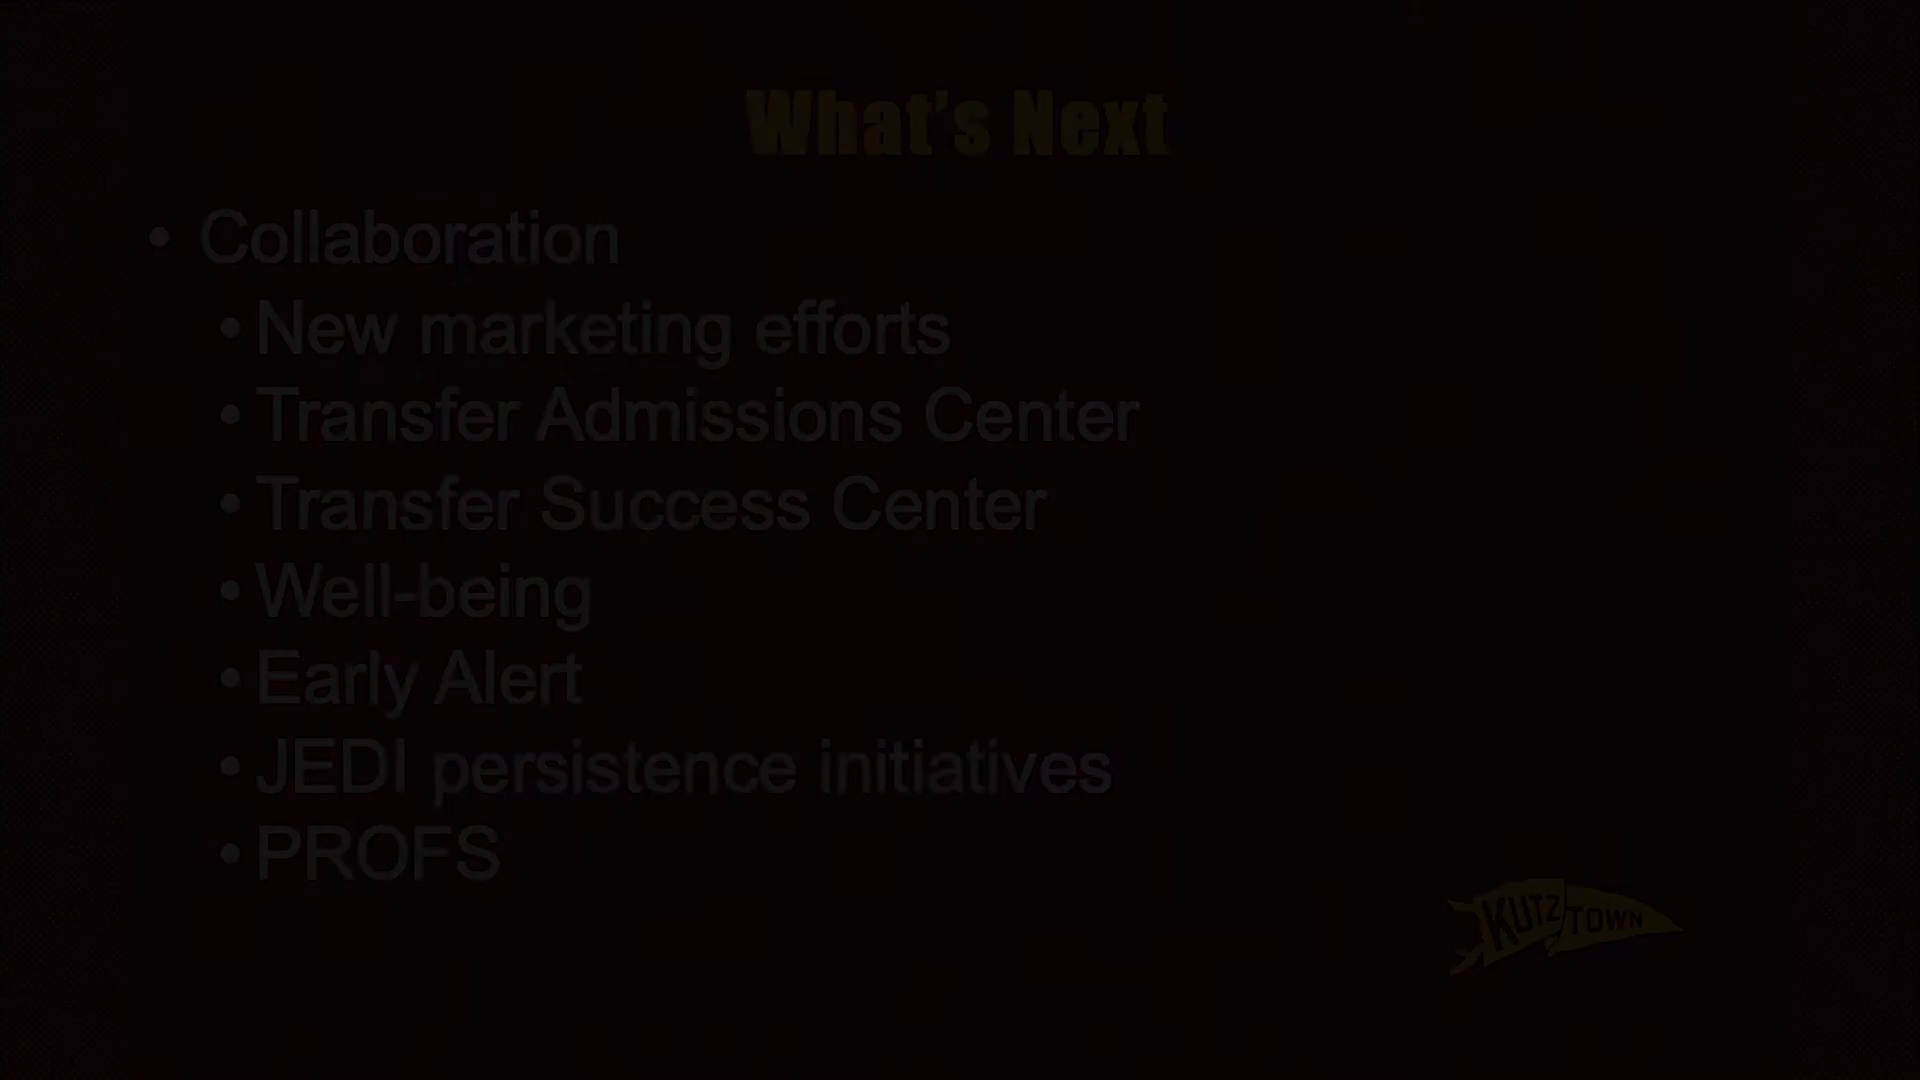 What's Next
• Collaboration
• New marketing efforts
• Transfer Admissions Center
• Transfer Success Center
• Well-being
• Early Alert
• JEDI persistence initiatives
• PROFS
KUTZTOWN